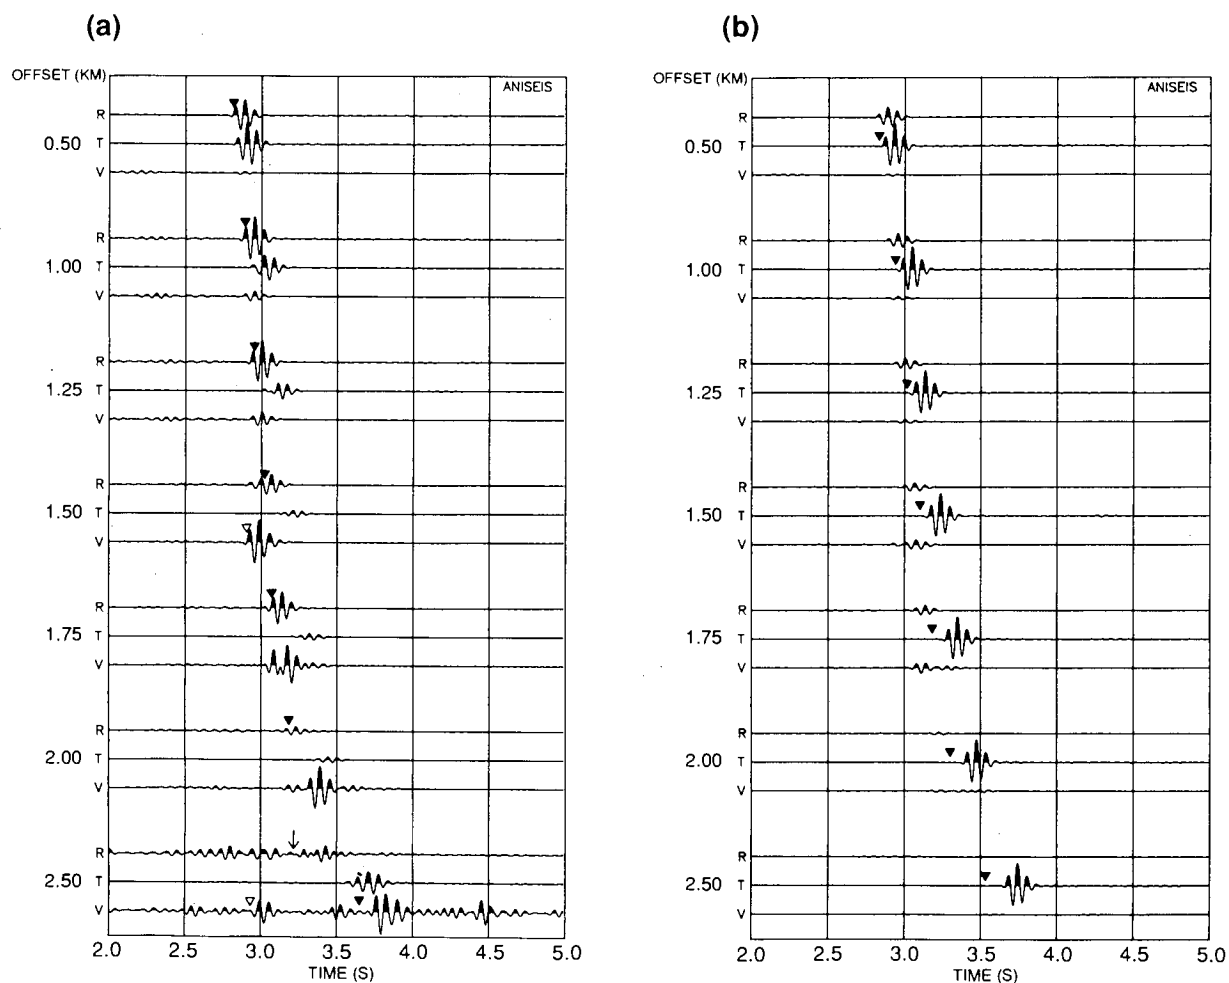 (a)
OFFSET (KM)
ANISEIS
R
0.50 T
V
R
1.00 T
V
R
1.25 T
V
R
1.50 T
V
R
1.75 T
V
R
2.00 T
V
R
2.50 T
V
2.0 2.5 3.0 3.5 4.0 4.5 5.0
TIME (S)
(b)
OFFSET (KM)
ANISEIS
R
0.50 T
V
R
1.00 T
V
R
1.25 T
V
R
1.50 T
V
R
1.75 T
V
R
2.00 T
V
R
2.50 T
V
2.0 2.5 3.0 3.5 4.0 4.5 5.0
TIME (S)